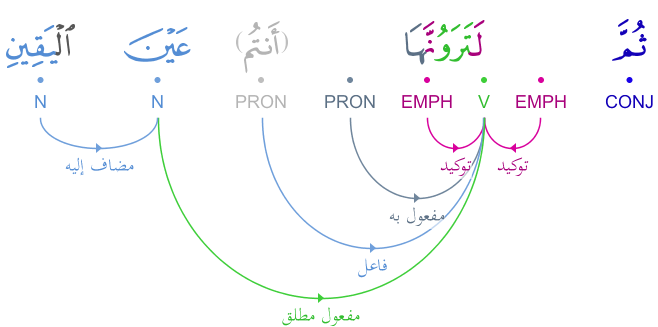 ثُمَّ لَتَرَوُنَّهَا (أَنتُم) عَيْنَ ٱلْيَقِينِ
CONJ EMPH V EMPH PRON PRON N N
توكيد توكيد مضاف إليه
مفعول به
فاعل
مفعول مطلق